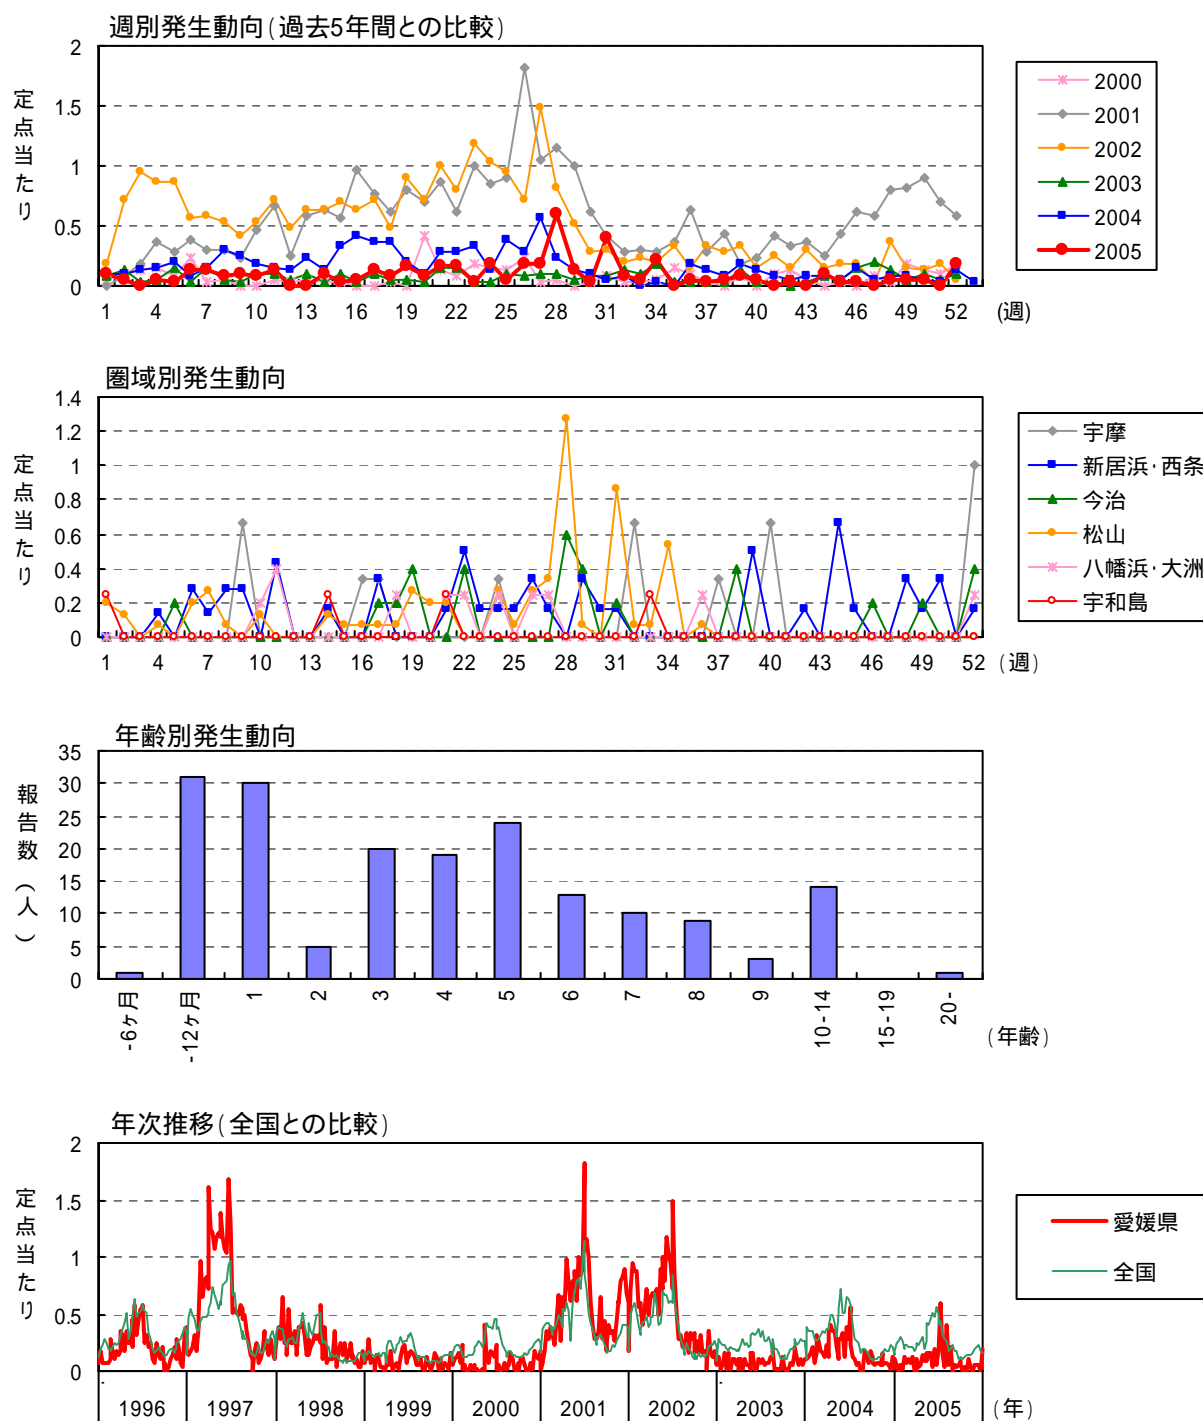 週別発生動向(過去5年間との比較)
定点当たり
2
1.5
1
0.5
0
1 4 7 10 13 16 19 22 25 28 31 34 37 40 43 46 49 52 (週)
2000
2001
2002
2003
2004
2005
圏域別発生動向
定点当たり
1.4
1.2
1
0.8
0.6
0.4
0.2
0
1 4 7 10 13 16 19 22 25 28 31 34 37 40 43 46 49 52 (週)
宇摩
新居浜・西条
今治
松山
八幡浜・大洲
宇和島
年齢別発生動向
報告数(人)
35
30
25
20
15
10
5
0
-6ヶ月 -12ヶ月 1 2 3 4 5 6 7 8 9 10-14 15-19 20- (年齢)
年次推移(全国との比較)
定点当たり
2
1.5
1
0.5
0
1996 1997 1998 1999 2000 2001 2002 2003 2004 2005 (年)
愛媛県
全国